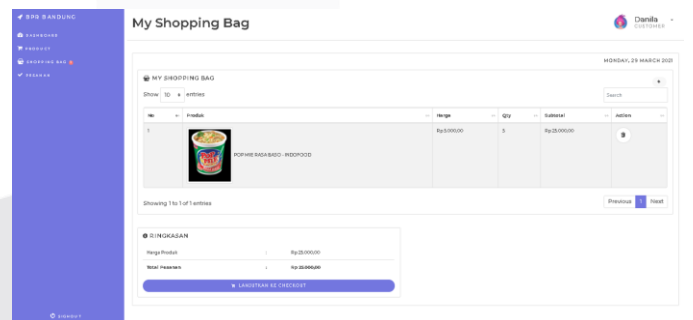 BPG BANDUNG
DASHBOARD
PRODUCT
SHOPPING BAG
PESANAN
SIGNOUT
My Shopping Bag
Danila
CUSTOMER
MONDAY, 29 MARCH 2021
MY SHOPPING BAG
+
Show 10 entries
Search
No Produk Harga Qty Subtotal Action
1 POP MIE RASA BASO - INDOFOOD Rp.5.000,00 5 Rp.25.000,00
POP MIE
Showing 1 to 1 of 1 entries
Previous 1 Next
RINGKASAN
Harga Produk : Rp.25.000,00
Total Pesanan : Rp.25.000,00
LANJUTKAN KE CHECKOUT